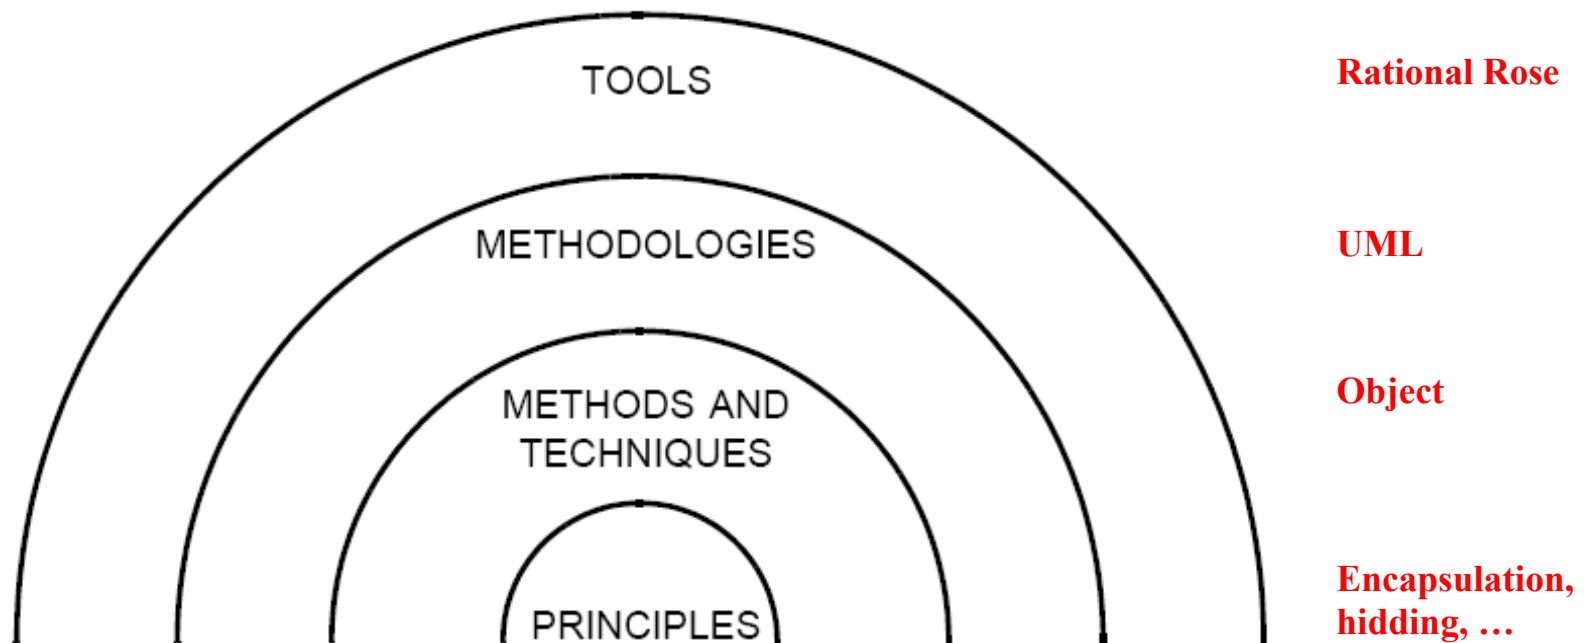 TOOLS
Rational Rose
METHODOLOGIES
UML
METHODS AND
TECHNIQUES
Object
PRINCIPLES
Encapsulation,
hidding, …